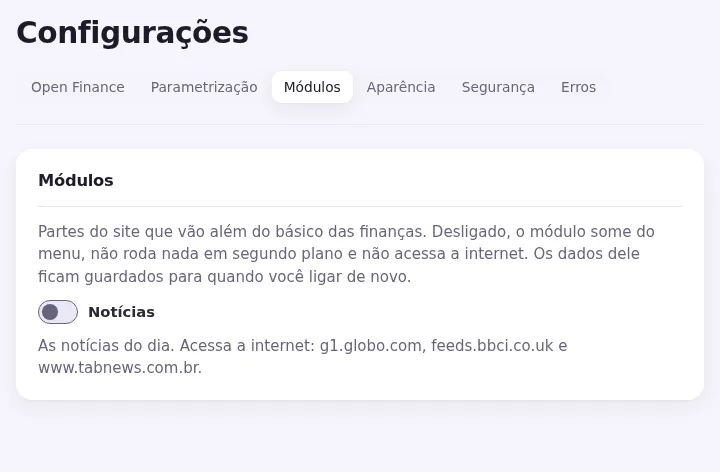 Configurações
Open Finance
Parametrização
Módulos
Aparência
Segurança
Erros
Módulos
Partes do site que vão além do básico das finanças. Desligado, o módulo some do
menu, não roda nada em segundo plano e não acessa a internet. Os dados dele
ficam guardados para quando você ligar de novo.
Notícias
As notícias do dia. Acessa a internet: g1.globo.com, feeds.bbci.co.uk e
www.tabnews.com.br.